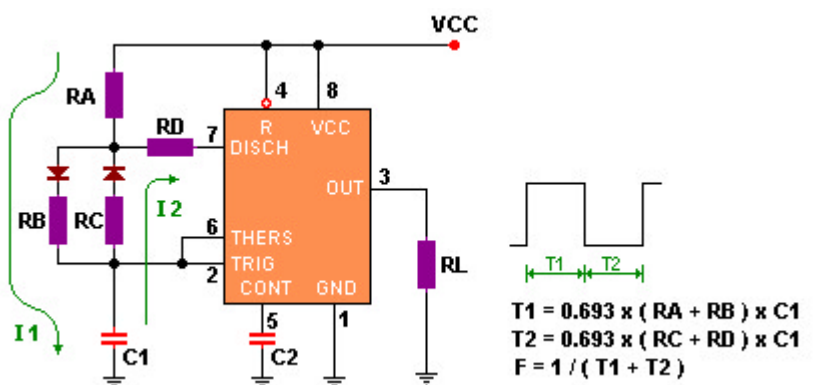 VCC
RA
4
8
RD
7
R
VCC
DISCH
OUT
3
I2
RB
RC
6
THERS
2
TRIG
RL
CONT
GND
I1
C1
5
C2
1
T1
T2
T1 = 0.693 x ( RA + RB ) x C1
T2 = 0.693 x ( RC + RD ) x C1
F = 1 / ( T1 + T2 )